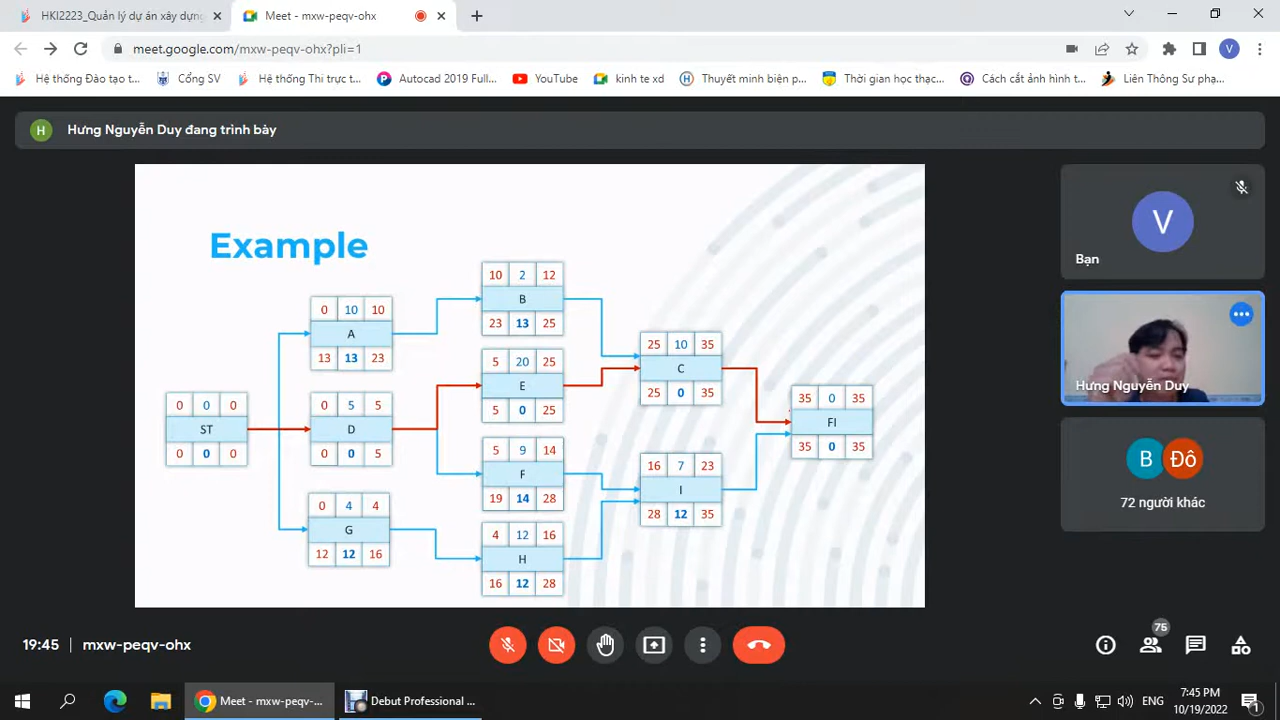 HKI2223_Quản lý dự án xây dựng
Meet - mxw-peqv-ohx
meet.google.com/mxw-peqv-ohx?pli=1
V
Hệ thống Đào tạo t...
Cổng SV
Hệ thống Thi trực t...
Autocad 2019 Full...
YouTube
kinh te xd
Thuyết minh biện p...
Thời gian học thạc...
Cách cắt ảnh hình t...
Liên Thông Sư phạ...
H
Hưng Nguyễn Duy đang trình bày
Example
0 0 0
ST
0 0 0
0 10 10
A
13 13 23
0 5 5
D
0 0 5
0 4 4
G
12 12 16
10 2 12
B
23 13 25
5 20 25
E
5 0 25
5 9 14
F
19 14 28
4 12 16
H
16 12 28
25 10 35
C
25 0 35
16 7 23
I
28 12 35
35 0 35
FI
35 0 35
V
Bạn
Hưng Nguyễn Duy
B Đô
72 người khác
19:45 mxw-peqv-ohx
75
Meet - mxw-peqv-o...
Debut Professional ...
ENG
7:45 PM
10/19/2022
1